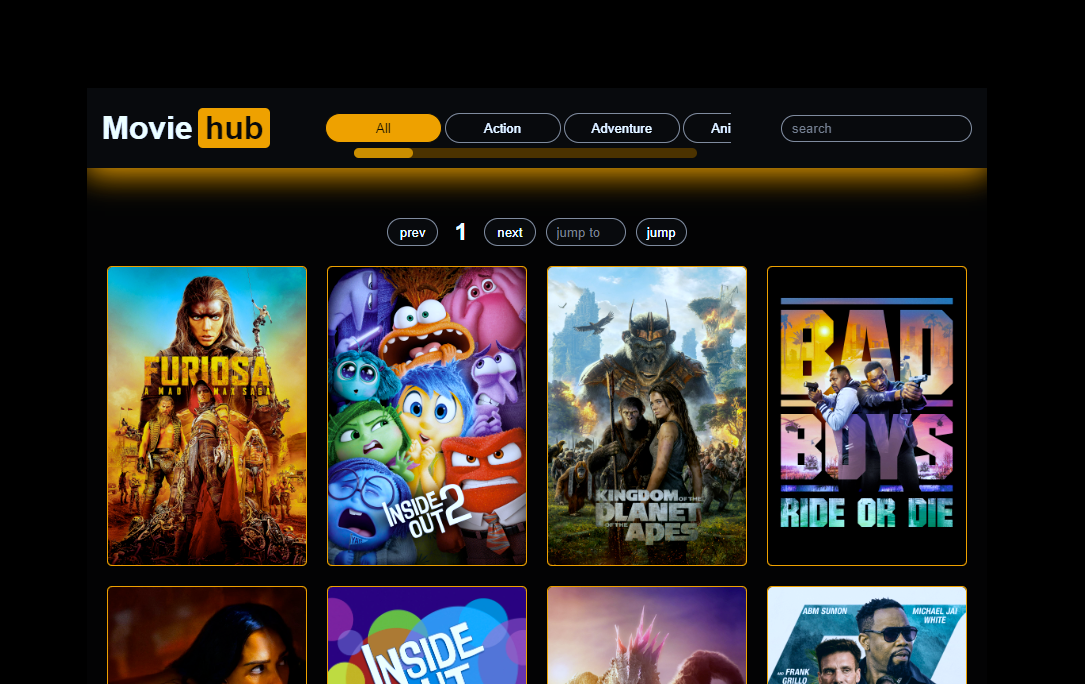 Movie hub
All Action Adventure Ani
search
prev 1 next jump to jump
FURIOSA
A MAD MAX SAGA
INSIDE OUT 2
KINGDOM OF THE
PLANET
OF THE APES
BAD
BOYS
RIDE OR DIE
INSIDE
OUT
ABM SUMON
MICHAEL JAI
WHITE
AND FRANK
GRILLO